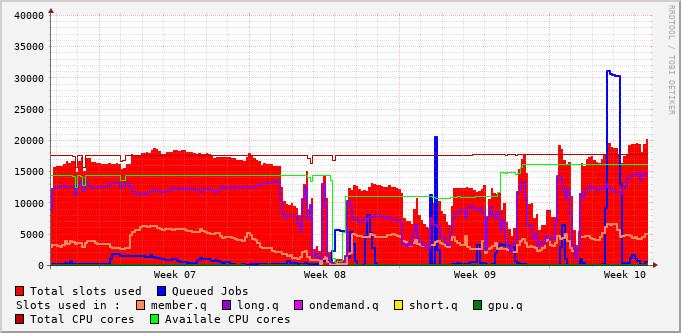 40000
35000
30000
25000
20000
15000
10000
5000
0
Week 07 Week 08 Week 09 Week 10
RRDTOOL / TOBI OETIKER
Total slots used Queued Jobs
Slots used in : member.q long.q ondemand.q short.q gpu.q
Total CPU cores Availale CPU cores